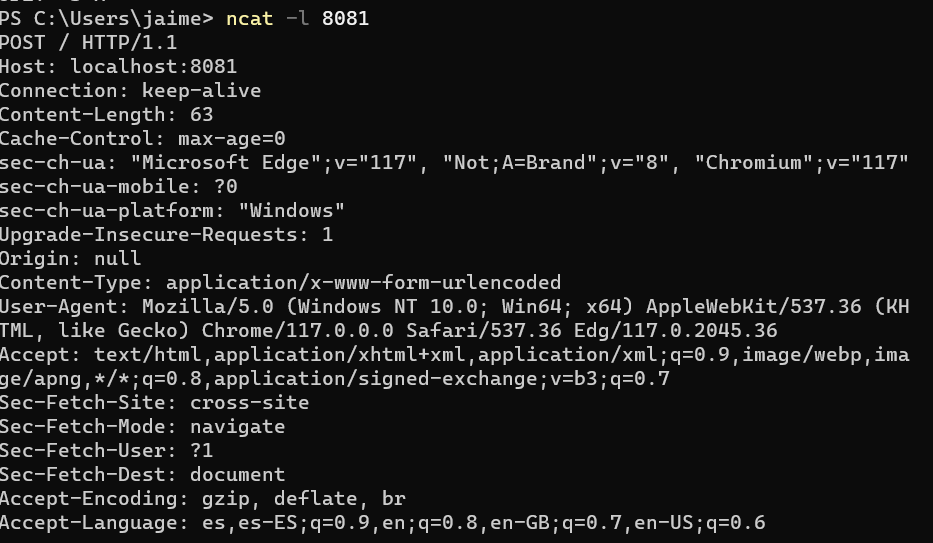 PS C:\Users\jaime> ncat -l 8081
POST / HTTP/1.1
Host: localhost:8081
Connection: keep-alive
Content-Length: 63
Cache-Control: max-age=0
sec-ch-ua: "Microsoft Edge";v="117", "Not;A=Brand";v="8", "Chromium";v="117"
sec-ch-ua-mobile: ?0
sec-ch-ua-platform: "Windows"
Upgrade-Insecure-Requests: 1
Origin: null
Content-Type: application/x-www-form-urlencoded
User-Agent: Mozilla/5.0 (Windows NT 10.0; Win64; x64) AppleWebKit/537.36 (KH
TML, like Gecko) Chrome/117.0.0.0 Safari/537.36 Edg/117.0.2045.36
Accept: text/html,application/xhtml+xml,application/xml;q=0.9,image/webp,ima
ge/apng,*/*;q=0.8,application/signed-exchange;v=b3;q=0.7
Sec-Fetch-Site: cross-site
Sec-Fetch-Mode: navigate
Sec-Fetch-User: ?1
Sec-Fetch-Dest: document
Accept-Encoding: gzip, deflate, br
Accept-Language: es,es-ES;q=0.9,en;q=0.8,en-GB;q=0.7,en-US;q=0.6